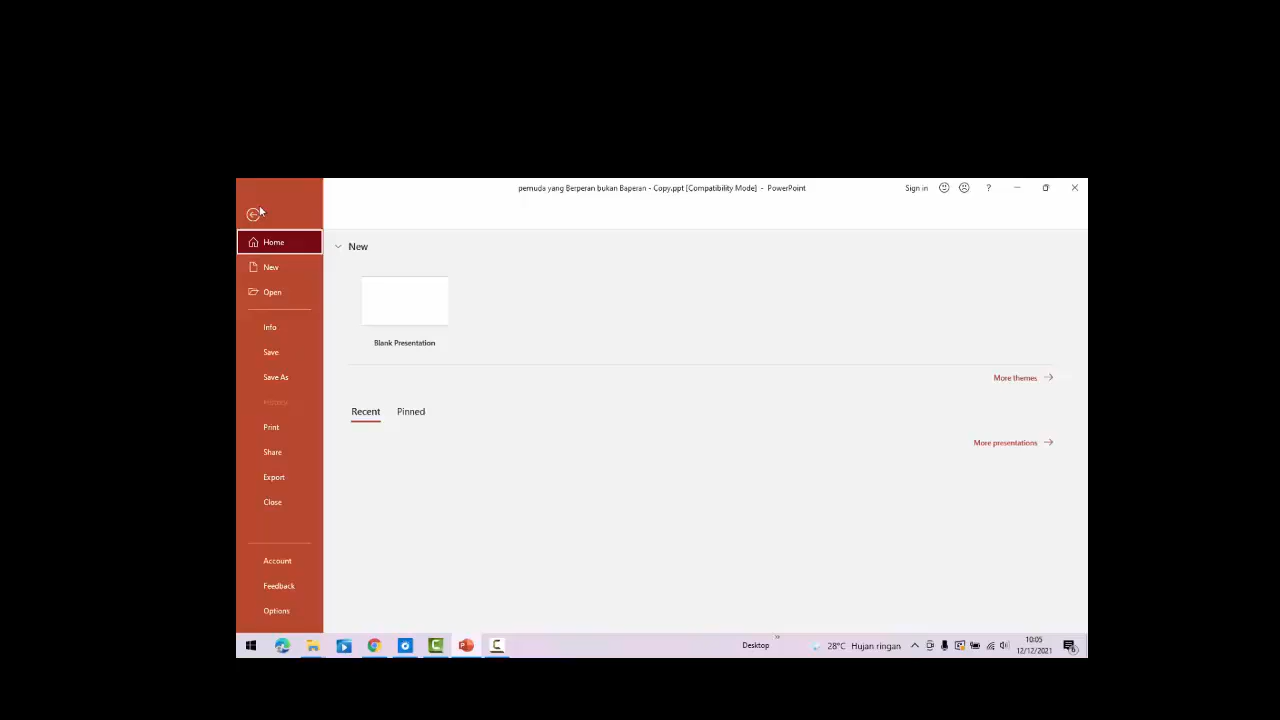 pemuda yang Berperan bukan Baperan - Copy.ppt [Compatibility Mode] - PowerPoint
Sign in
?
Home
New
Open
Info
Save
Save As
Print
Share
Export
Close
Account
Feedback
Options
New
Blank Presentation
More themes
Recent Pinned
More presentations
Desktop
28°C Hujan ringan
10:05
12/12/2021